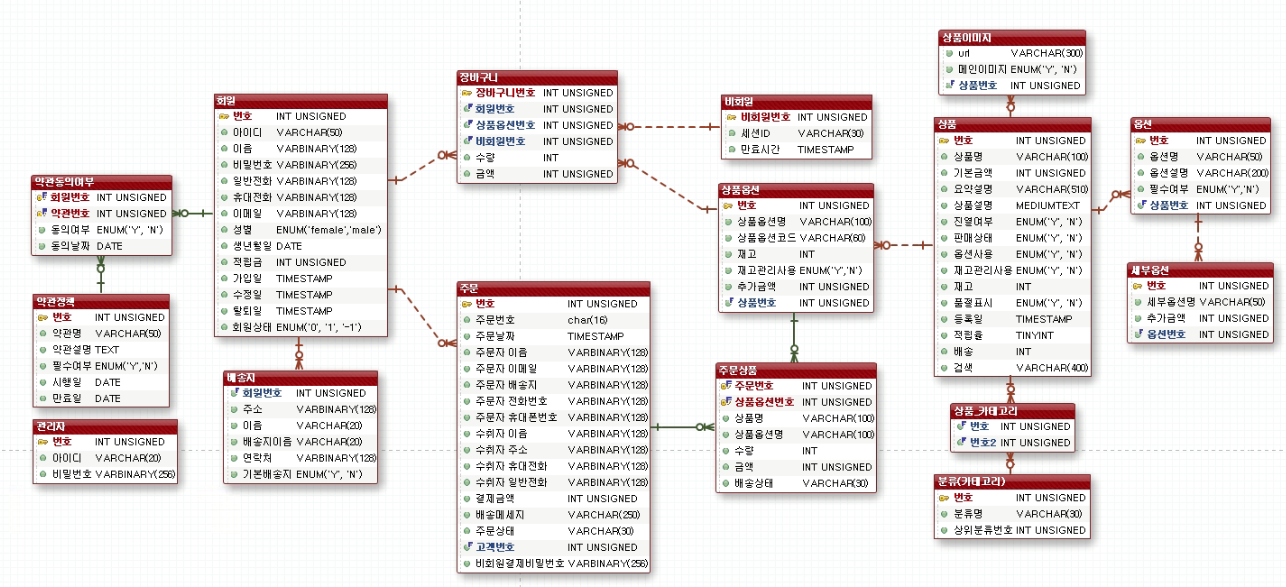 약관동의여부
회원번호 INT UNSIGNED
약관번호 INT UNSIGNED
동의여부 ENUM('Y', 'N')
동의날짜 DATE
약관정책
번호 INT UNSIGNED
약관명 VARCHAR(50)
약관설명 TEXT
필수여부 ENUM('Y','N')
시행일 DATE
만료일 DATE
관리자
번호 INT UNSIGNED
아이디 VARCHAR(20)
비밀번호 VARBINARY(256)
회원
번호 INT UNSIGNED
아이디 VARCHAR(50)
이름 VARBINARY(128)
비밀번호 VARBINARY(256)
일반전화 VARBINARY(128)
휴대전화 VARBINARY(128)
이메일 VARBINARY(128)
성별 ENUM('female','male')
생년월일 DATE
적립금 INT UNSIGNED
가입일 TIMESTAMP
수정일 TIMESTAMP
탈퇴일 TIMESTAMP
회원상태 ENUM('0', '1', '-1')
배송지
회원번호 INT UNSIGNED
주소 VARBINARY(128)
이름 VARCHAR(20)
배송지이름 VARCHAR(20)
연락처 VARBINARY(128)
기본배송지 ENUM('Y', 'N')
장바구니
장바구니번호 INT UNSIGNED
회원번호 INT UNSIGNED
상품옵션번호 INT UNSIGNED
비회원번호 INT UNSIGNED
수량 INT
금액 INT UNSIGNED
주문
번호 INT UNSIGNED
주문번호 char(16)
주문날짜 TIMESTAMP
주문자 이름 VARBINARY(128)
주문자 이메일 VARBINARY(128)
주문자 배송지 VARBINARY(128)
주문자 전화번호 VARBINARY(128)
주문자 휴대폰번호 VARBINARY(128)
수취자 이름 VARBINARY(128)
수취자 주소 VARBINARY(128)
수취자 휴대전화 VARBINARY(128)
수취자 일반전화 VARBINARY(128)
결제금액 INT UNSIGNED
배송메세지 VARCHAR(250)
주문상태 VARCHAR(30)
고객번호 INT UNSIGNED
비회원결제비밀번호 VARCHAR(256)
비회원
비회원번호 INT UNSIGNED
세션ID VARCHAR(30)
만료시간 TIMESTAMP
상품옵션
번호 INT UNSIGNED
상품옵션명 VARCHAR(100)
상품옵션코드 VARCHAR(60)
재고 INT
재고관리사용 ENUM('Y','N')
추가금액 INT UNSIGNED
상품번호 INT UNSIGNED
주문상품
주문번호 INT UNSIGNED
상품옵션번호 INT UNSIGNED
상품명 VARCHAR(100)
상품옵션명 VARCHAR(100)
수량 INT
금액 INT UNSIGNED
배송상태 VARCHAR(30)
상품이미지
url VARCHAR(300)
메인이미지 ENUM('Y', 'N')
상품번호 INT UNSIGNED
상품
번호 INT UNSIGNED
상품명 VARCHAR(100)
기본금액 INT UNSIGNED
요약설명 VARCHAR(510)
상품설명 MEDIUMTEXT
진열여부 ENUM('Y', 'N')
판매상태 ENUM('Y', 'N')
옵션사용 ENUM('Y', 'N')
재고관리사용 ENUM('Y', 'N')
재고 INT
품절표시 ENUM('Y', 'N')
등록일 TIMESTAMP
적립률 TINYINT
배송 INT
검색 VARCHAR(400)
상품_카테고리
번호 INT UNSIGNED
번호2 INT UNSIGNED
분류(카테고리)
번호 INT UNSIGNED
분류명 VARCHAR(30)
상위분류번호 INT UNSIGNED
옵션
번호 INT UNSIGNED
옵션명 VARCHAR(50)
옵션설명 VARCHAR(200)
필수여부 ENUM('Y','N')
상품번호 INT UNSIGNED
세부옵션
번호 INT UNSIGNED
세부옵션명 VARCHAR(50)
추가금액 INT UNSIGNED
옵션번호 INT UNSIGNED